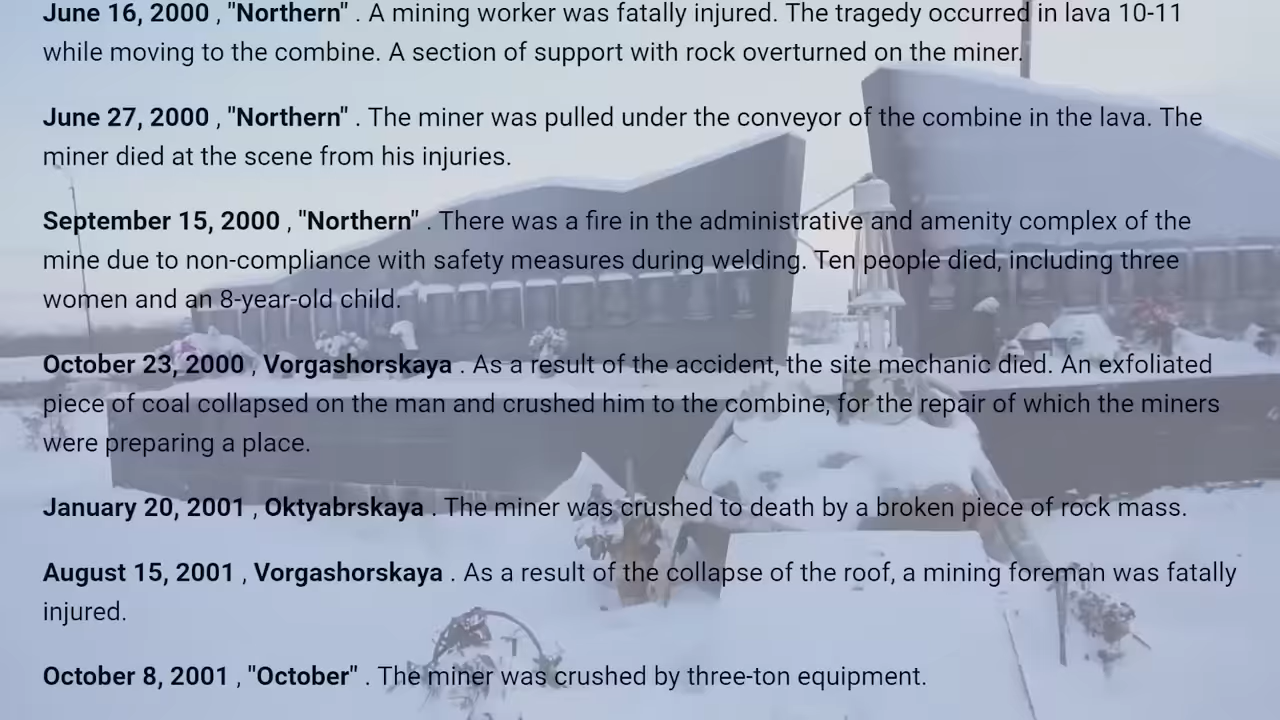 June 16, 2000 , "Northern" . A mining worker was fatally injured. The tragedy occurred in lava 10-11
while moving to the combine. A section of support with rock overturned on the miner.
June 27, 2000 , "Northern" . The miner was pulled under the conveyor of the combine in the lava. The
miner died at the scene from his injuries.
September 15, 2000 , "Northern" . There was a fire in the administrative and amenity complex of the
mine due to non-compliance with safety measures during welding. Ten people died, including three
women and an 8-year-old child.
October 23, 2000 , Vorgashorskaya . As a result of the accident, the site mechanic died. An exfoliated
piece of coal collapsed on the man and crushed him to the combine, for the repair of which the miners
were preparing a place.
January 20, 2001 , Oktyabrskaya . The miner was crushed to death by a broken piece of rock mass.
August 15, 2001 , Vorgashorskaya . As a result of the collapse of the roof, a mining foreman was fatally
injured.
October 8, 2001 , "October" . The miner was crushed by three-ton equipment.